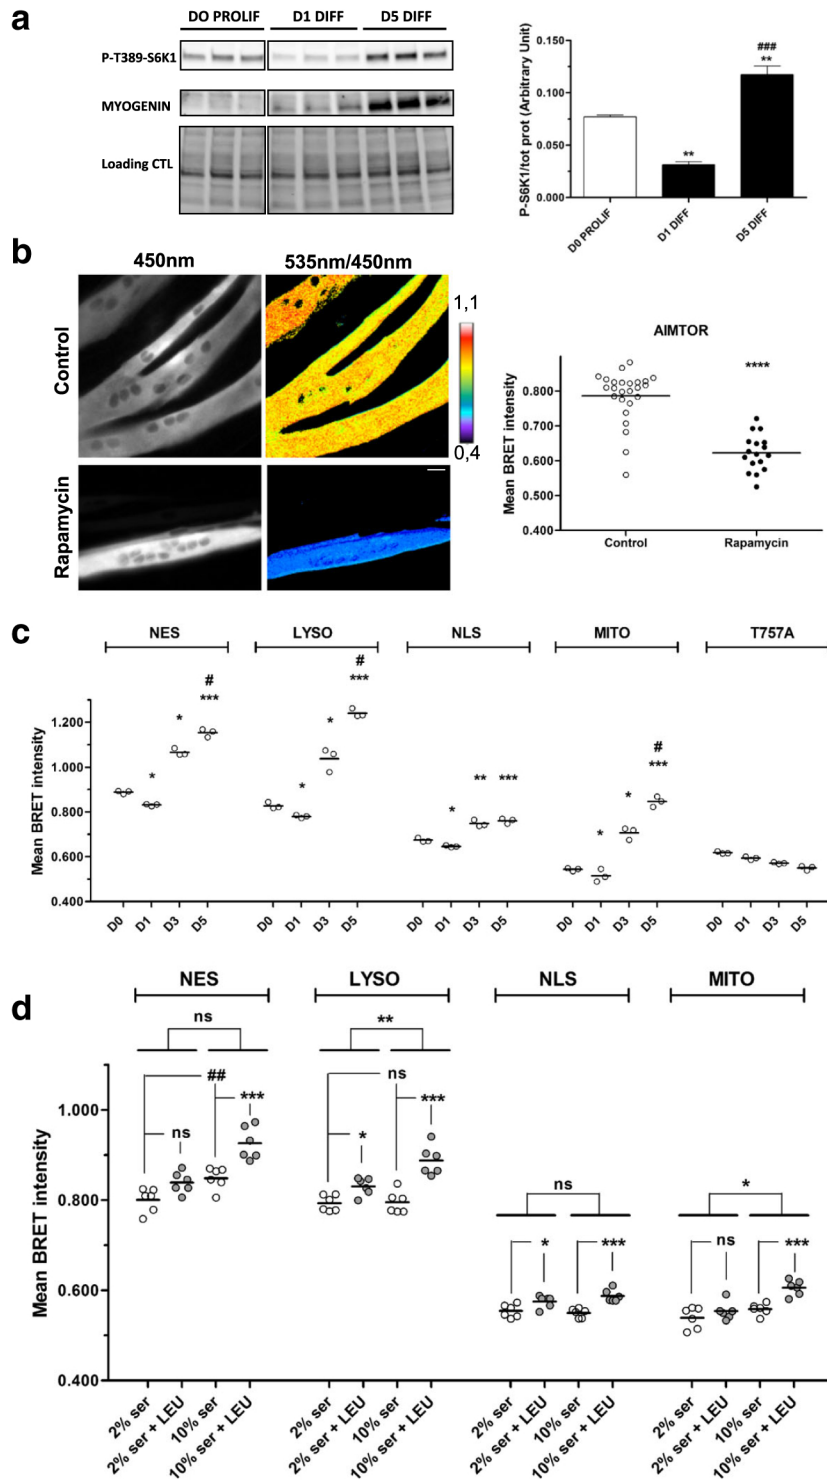 a
DO PROLIF D1 DIFF D5 DIFF
P-T389-S6K1
MYOGENIN
Loading CTL
P-S6K1/tot prot (Arbitrary Unit)
0.150
0.100
0.050
0.000
**
###
**
D0 PROLIF
D1 DIFF
D5 DIFF
b
450nm 535nm/450nm
Control
Rapamycin
1,1
0,4
AIMTOR
Mean BRET intensity
0.800
0.700
0.600
0.500
0.400
****
Control Rapamycin
c
NES LYSO NLS MITO T757A
Mean BRET intensity
1.200
1.000
0.800
0.600
0.400
* * # ***
* * # ***
* ** ***
* * # ***
D0 D1 D3 D5 D0 D1 D3 D5 D0 D1 D3 D5 D0 D1 D3 D5 D0 D1 D3 D5
d
NES LYSO NLS MITO
Mean BRET intensity
1.000
0.800
0.600
0.400
ns ** ns *
## ns
ns *** * *** * *** ns ***
2% ser
2% ser + LEU
10% ser
10% ser + LEU
2% ser
2% ser + LEU
10% ser
10% ser + LEU
2% ser
2% ser + LEU
10% ser
10% ser + LEU
2% ser
2% ser + LEU
10% ser
10% ser + LEU